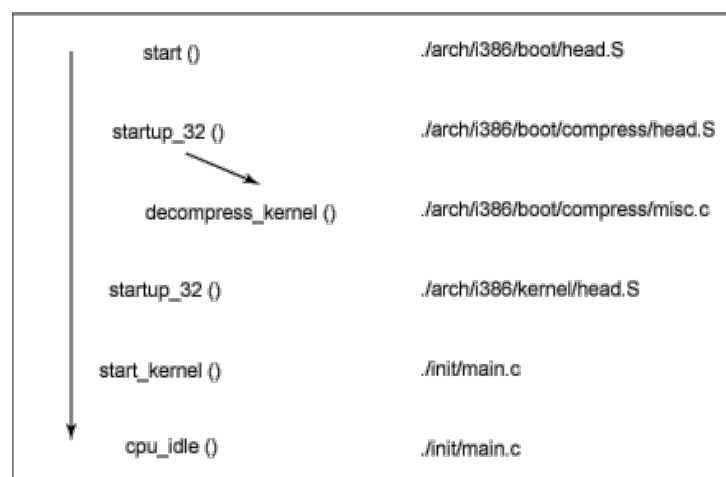 start () ./arch/i386/boot/head.S
startup_32 () ./arch/i386/boot/compress/head.S
decompress_kernel () ./arch/i386/boot/compress/misc.c
startup_32 () ./arch/i386/kernel/head.S
start_kernel () ./init/main.c
cpu_idle () ./init/main.c